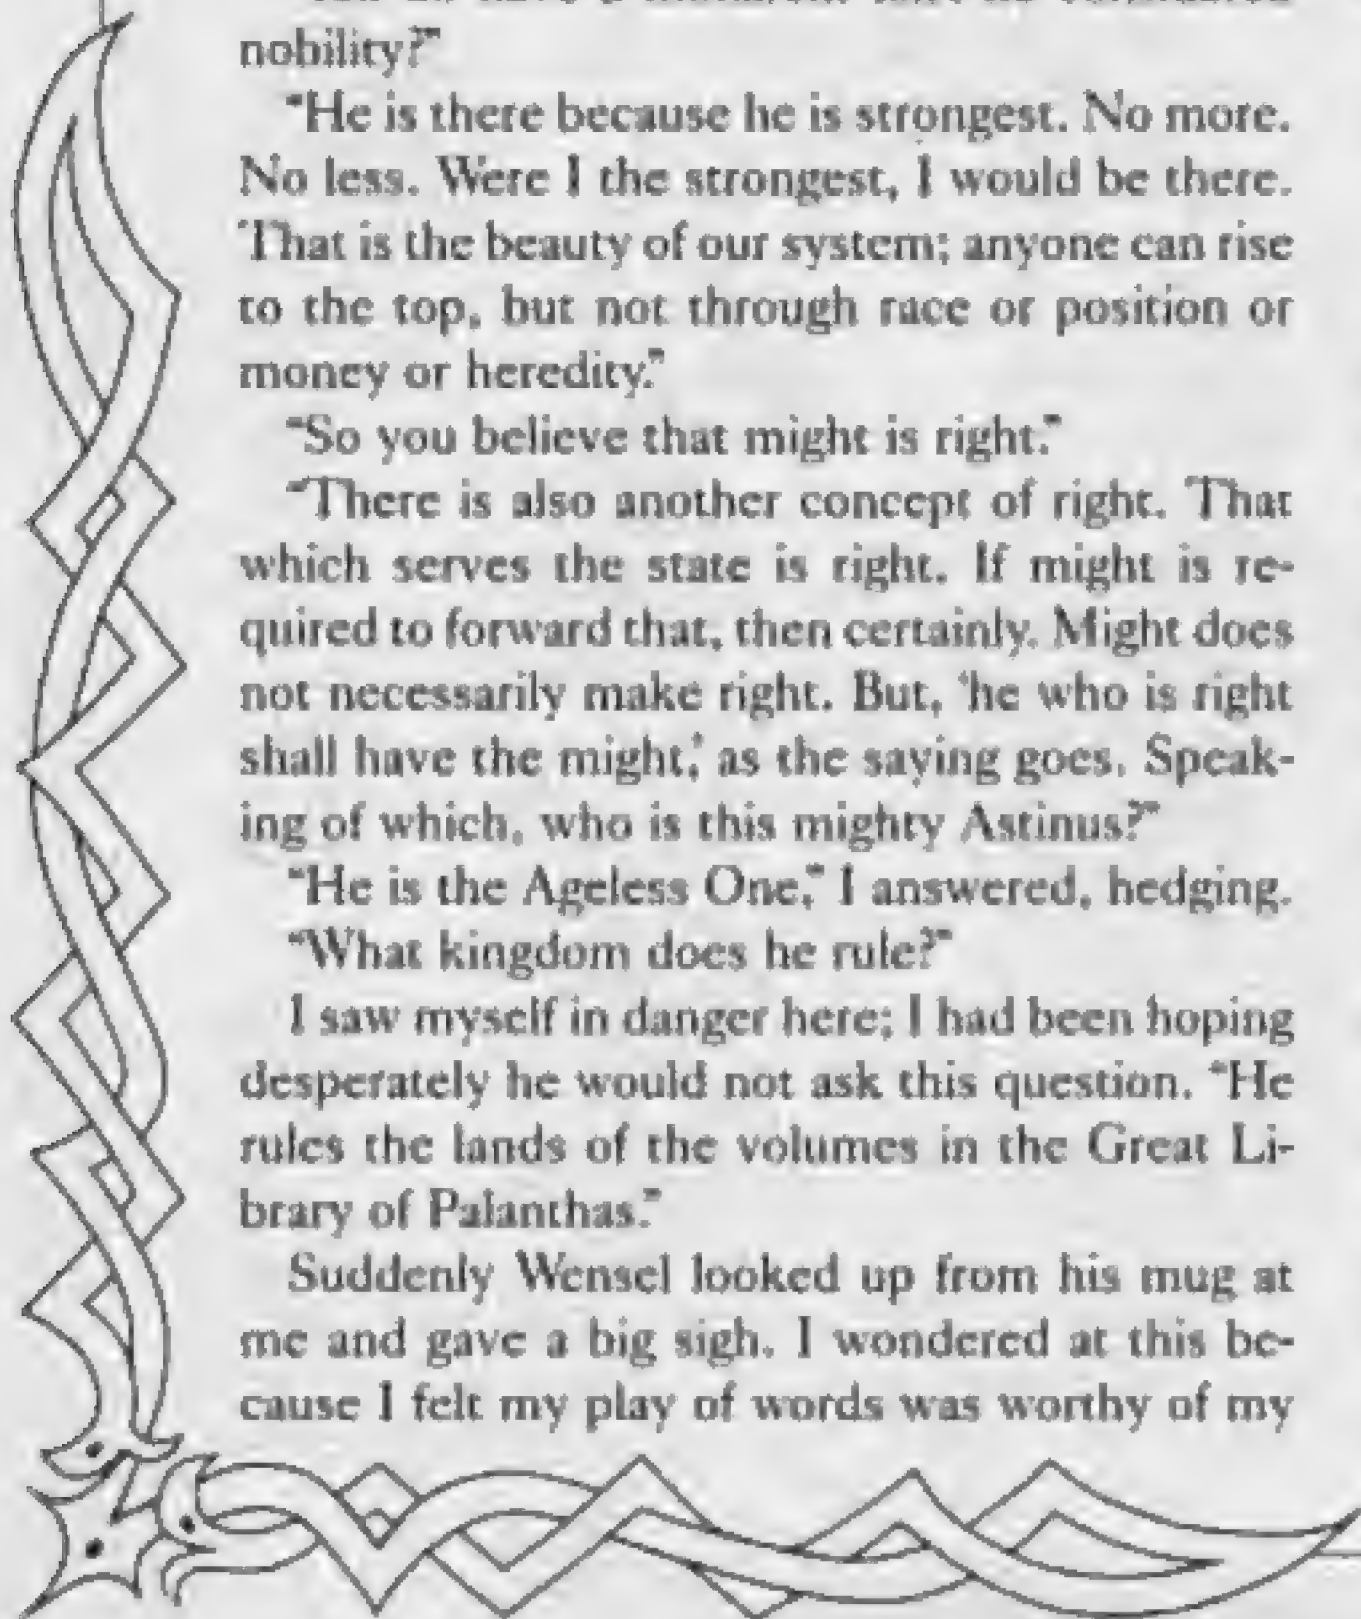 nobility?"
"He is there because he is strongest. No more.
No less. Were I the strongest, I would be there.
That is the beauty of our system; anyone can rise
to the top, but not through race or position or
money or heredity."
"So you believe that might is right."
"There is also another concept of right. That
which serves the state is right. If might is re-
quired to forward that, then certainly. Might does
not necessarily make right. But, 'he who is right
shall have the might,' as the saying goes. Speak-
ing of which, who is this mighty Astinus?"
"He is the Ageless One," I answered, hedging.
"What kingdom does he rule?"
I saw myself in danger here; I had been hoping
desperately he would not ask this question. "He
rules the lands of the volumes in the Great Li-
brary of Palanthas."
Suddenly Wensel looked up from his mug at
me and gave a big sigh. I wondered at this be-
cause I felt my play of words was worthy of my